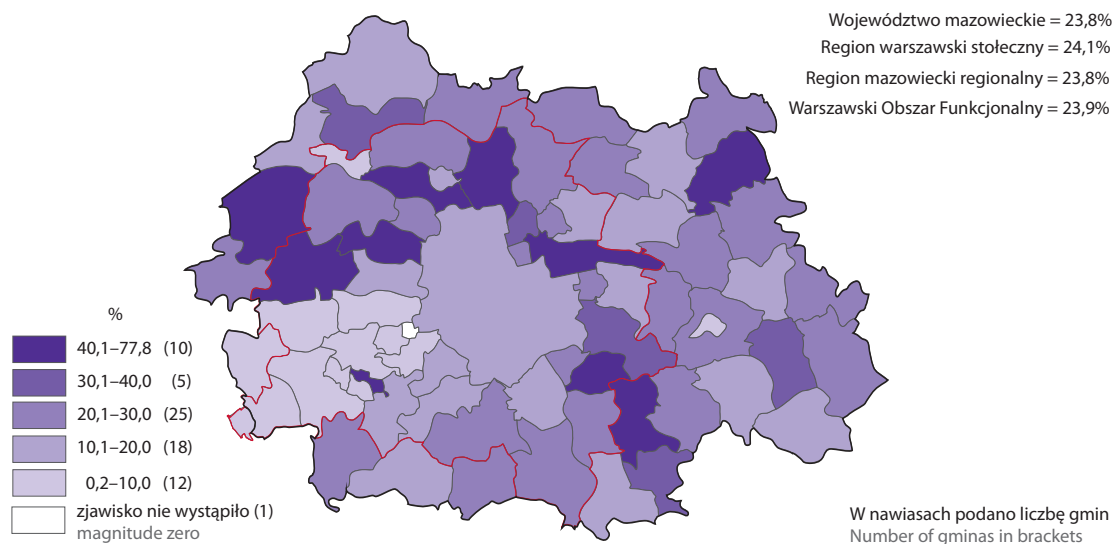 Województwo mazowieckie = 23,8%
Region warszawski stołeczny = 24,1%
Region mazowiecki regionalny = 23,8%
Warszawski Obszar Funkcjonalny = 23,9%
%
40,1–77,8 (10)
30,1–40,0 (5)
20,1–30,0 (25)
10,1–20,0 (18)
0,2–10,0 (12)
zjawisko nie wystąpiło (1)
magnitude zero
W nawiasach podano liczbę gmin
Number of gminas in brackets